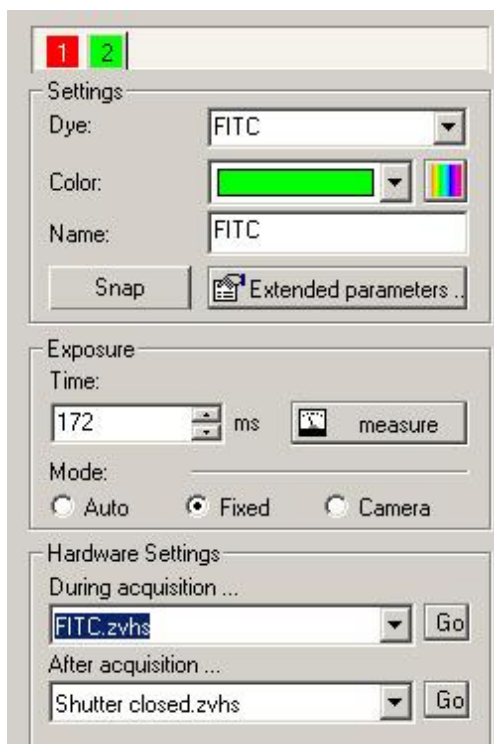 1 2
Settings
Dye: FITC
Color:
Name: FITC
Snap Extended parameters ..
Exposure
Time:
172 ms measure
Mode:
Auto Fixed Camera
Hardware Settings
During acquisition ...
FITC.zvhs Go
After acquisition ...
Shutter closed.zvhs Go